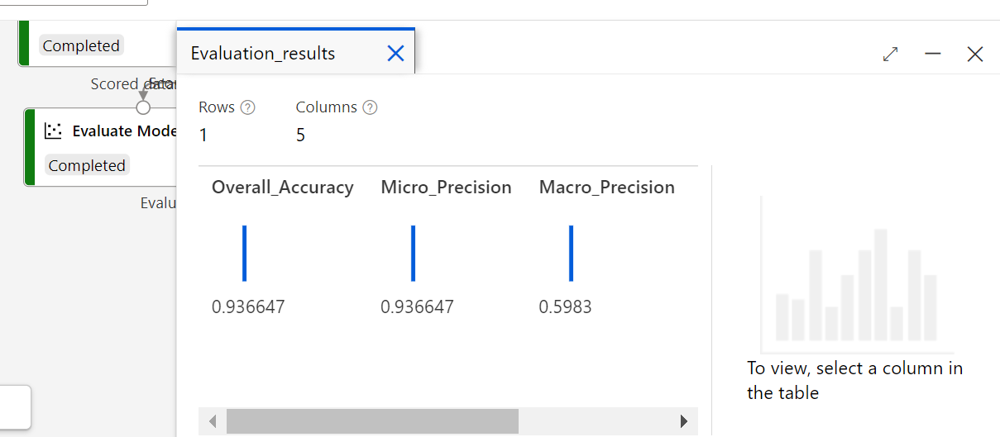 Completed
Scored data
Evaluate Mode
Completed
Evalu
Evaluation_results
Rows ?
Columns ?
1
5
Overall_Accuracy
Micro_Precision
Macro_Precision
0.936647
0.936647
0.5983
To view, select a column in
the table